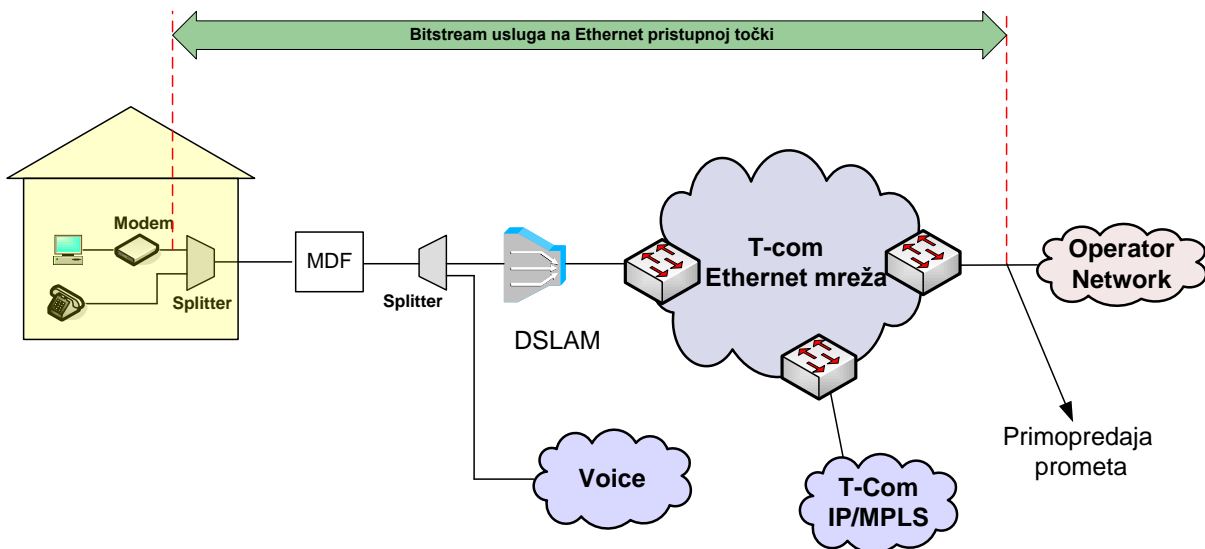 Bitstream usluga na Ethernet pristupnoj točki
Modem
Splitter
MDF
Splitter
DSLAM
T-com
Ethernet mreža
Operator
Network
Primopredaja
prometa
Voice
T-Com
IP/MPLS